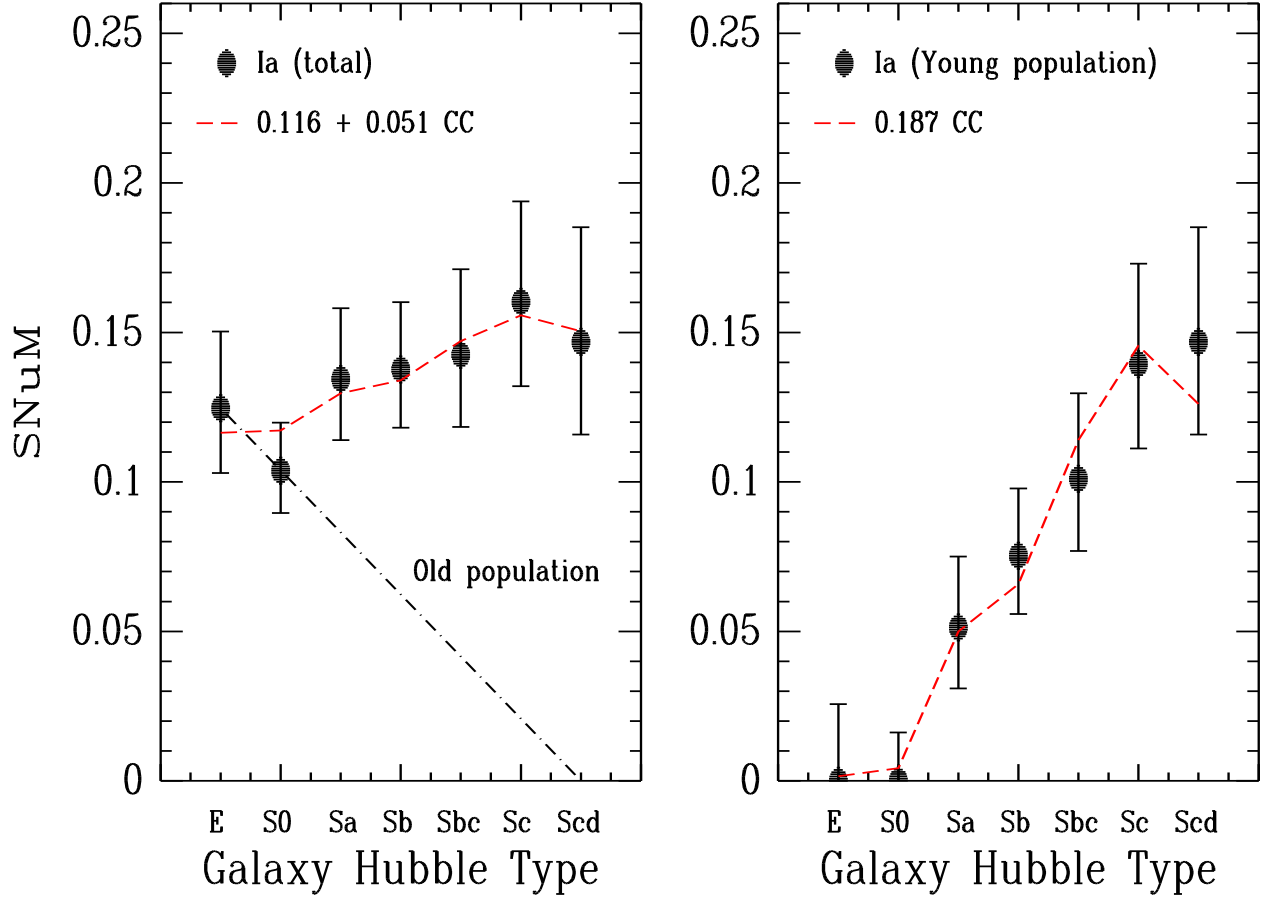 0.25
0.2
0.15
0.1
0.05
0
SNuM
Ia (total)
0.116 + 0.051 CC
Old population
E S0 Sa Sb Sbc Sc Scd
Galaxy Hubble Type
0.25
0.2
0.15
0.1
0.05
0
Ia (Young population)
0.187 CC
E S0 Sa Sb Sbc Sc Scd
Galaxy Hubble Type